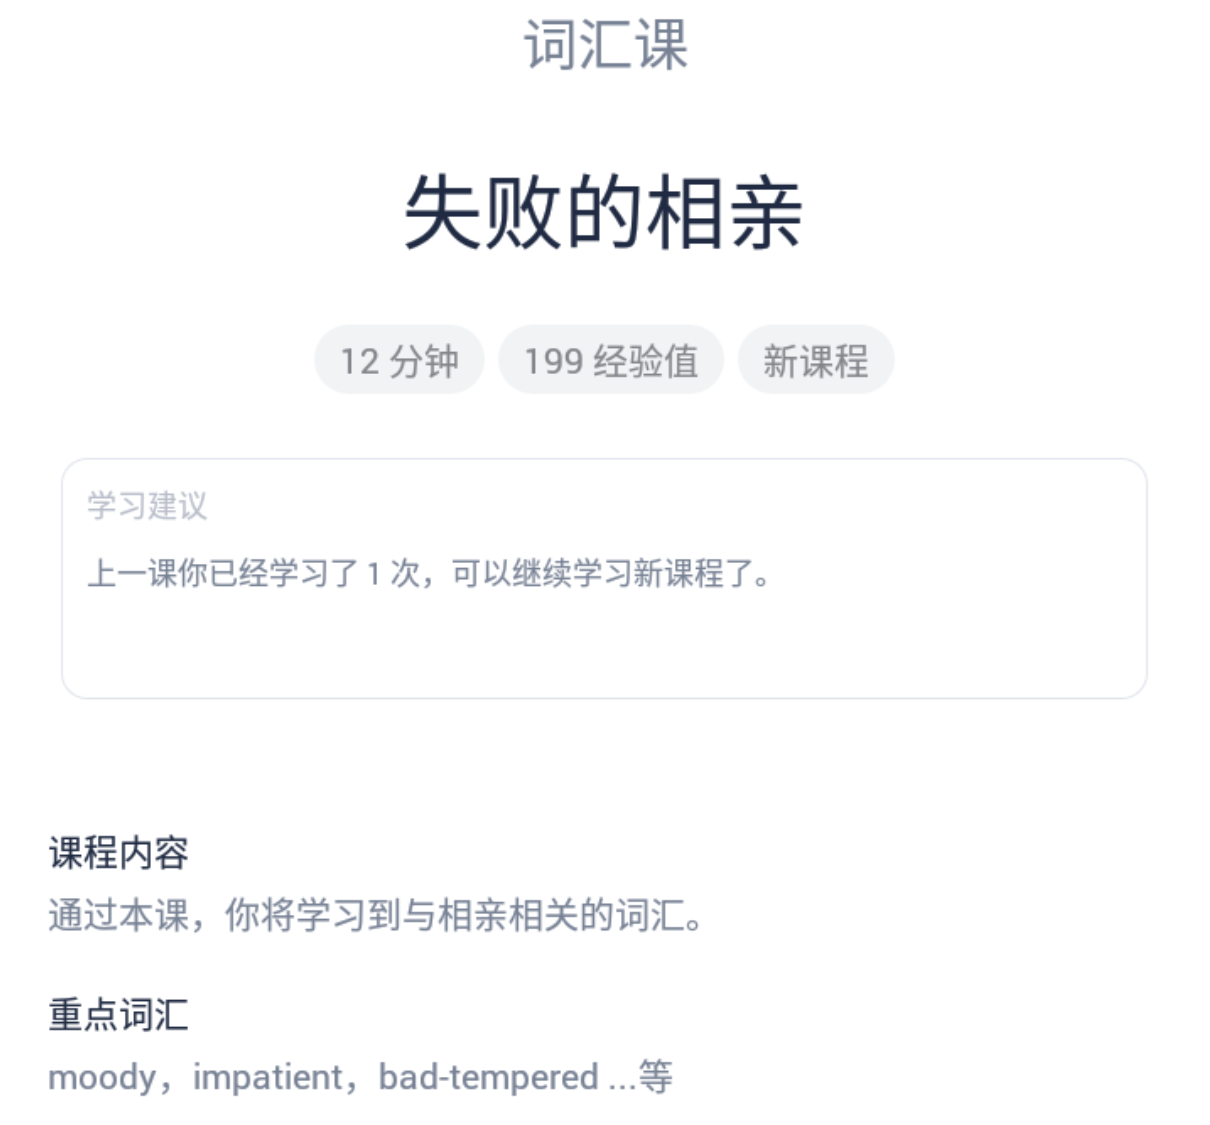 词汇课
失败的相亲
12 分钟 199 经验值 新课程
学习建议
上一课你已经学习了 1 次，可以继续学习新课程了。
课程内容
通过本课，你将学习到与相亲相关的词汇。
重点词汇
moody，impatient，bad-tempered ...等